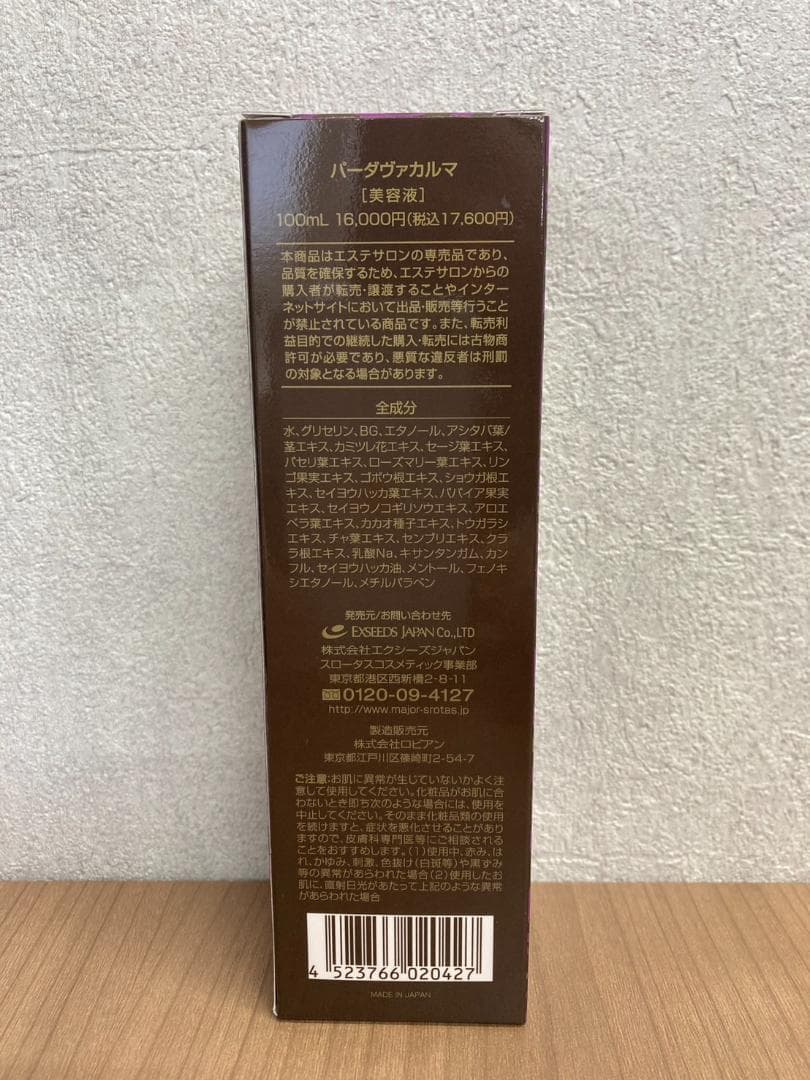 パーダヴァカルマ
［美容液］
100mL 16,000円(税込17,600円)
本商品はエステサロンの専売品であり、
品質を確保するため、エステサロンからの
購入者が転売・譲渡することやインター
ネットサイトにおいて出品・販売等行うこと
が禁止されている商品です。また、転売利
益目的での継続した購入・転売には古物商
許可が必要であり、悪質な違反者は刑罰
の対象となる場合があります。
全成分
水、グリセリン、BG、エタノール、アシタバ葉/
茎エキス、カミツレ花エキス、セージ葉エキス、
パセリ葉エキス、ローズマリー葉エキス、リン
ゴ果実エキス、ゴボウ根エキス、ショウガ根エ
キス、セイヨウハッカ葉エキス、パパイア果実
エキス、セイヨウノコギリソウエキス、アロエ
ベラ葉エキス、カカオ種子エキス、トウガラシ
エキス、チャ葉エキス、センブリエキス、クラ
ラ根エキス、乳酸Na、キサンタンガム、カン
フル、セイヨウハッカ油、メントール、フェノキ
シエタノール、メチルパラベン
発売元/お問い合わせ先
EXSEEDS JAPAN CO.,LTD
株式会社エクシーズジャパン
スロータスコスメティック事業部
東京都港区西新橋2-8-11
0120-09-4127
http://www.major-srotas.jp
製造販売元
株式会社ロビアン
東京都江戸川区篠崎町2-54-7
ご注意:お肌に異常が生じていないかよく注
意して使用してください。化粧品がお肌に合
わないとき即ち次のような場合には、使用を
中止してください。そのまま化粧品類の使用
を続けますと、症状を悪化させることがあり
ますので、皮膚科専門医等にご相談される
ことをおすすめします。(1)使用中、赤み、は
れ、かゆみ、刺激、色抜け(白斑等)や黒ずみ
等の異常があらわれた場合(2)使用したお
肌に、直射日光があたって上記のような異常
があらわれた場合
4 523766 020427
MADE IN JAPAN